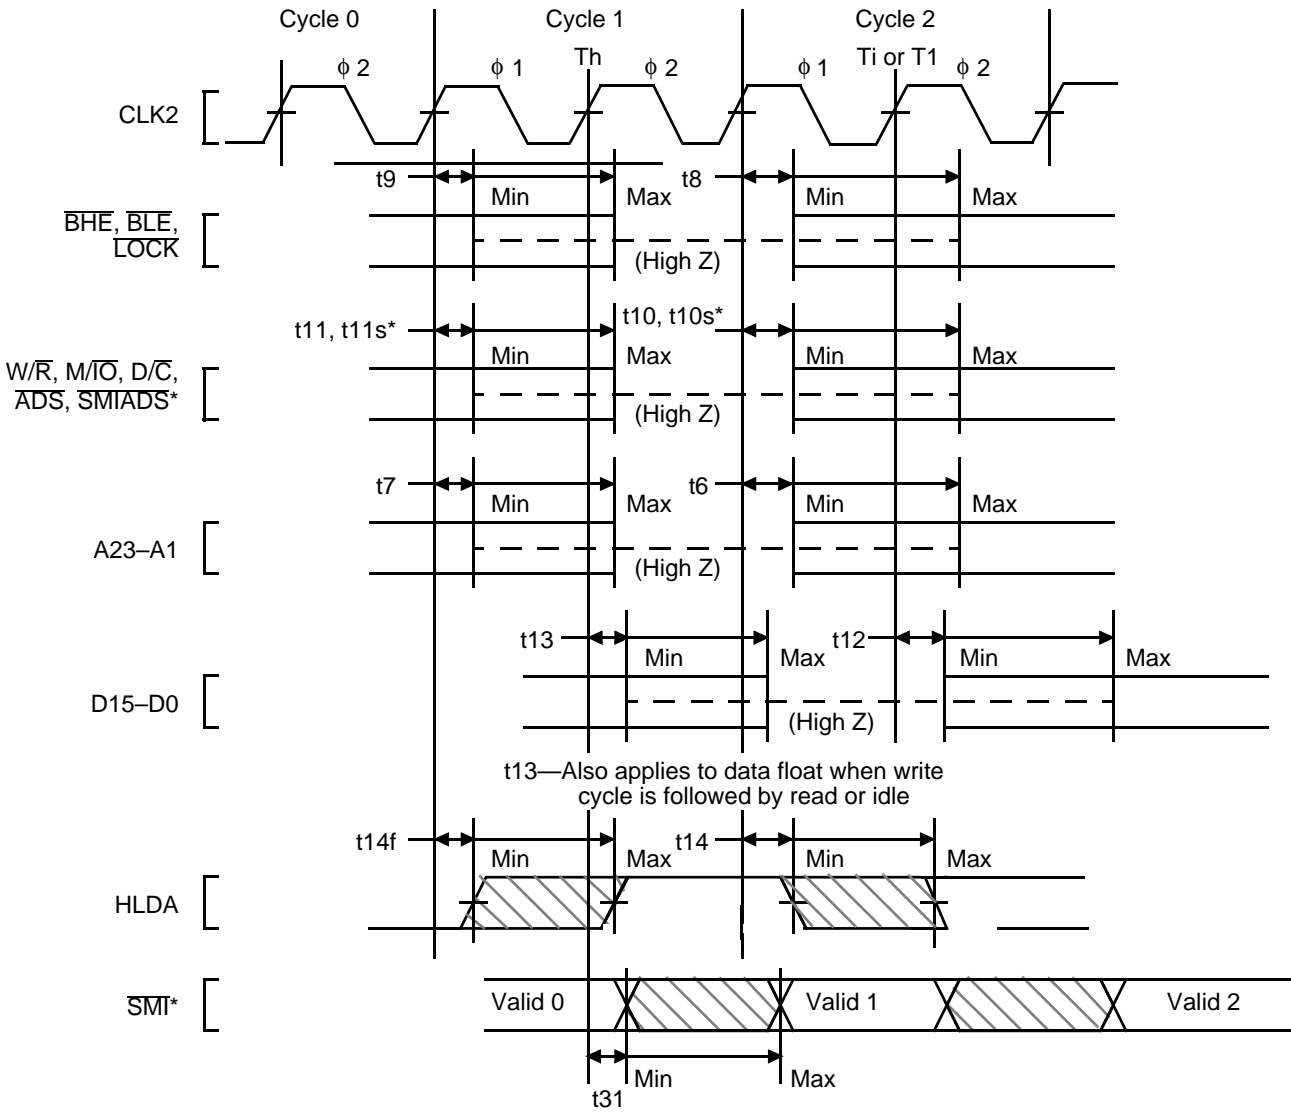 Cycle 0 Cycle 1 Cycle 2
Th Ti or T1
ϕ 2 ϕ 1 ϕ 2 ϕ 1 ϕ 2
CLK2
t9 t8
Min Max Min Max
BHE, BLE,
LOCK
(High Z)
t11, t11s* t10, t10s*
Min Max Min Max
W/R, M/IO, D/C,
ADS, SMIADS*
(High Z)
t7 t6
Min Max Min Max
A23–A1
(High Z)
t13 t12
Min Max Min Max
D15–D0
(High Z)
t13—Also applies to data float when write
cycle is followed by read or idle
t14f t14
Min Max Min Max
HLDA
SMI* Valid 0 Valid 1 Valid 2
Min Max
t31